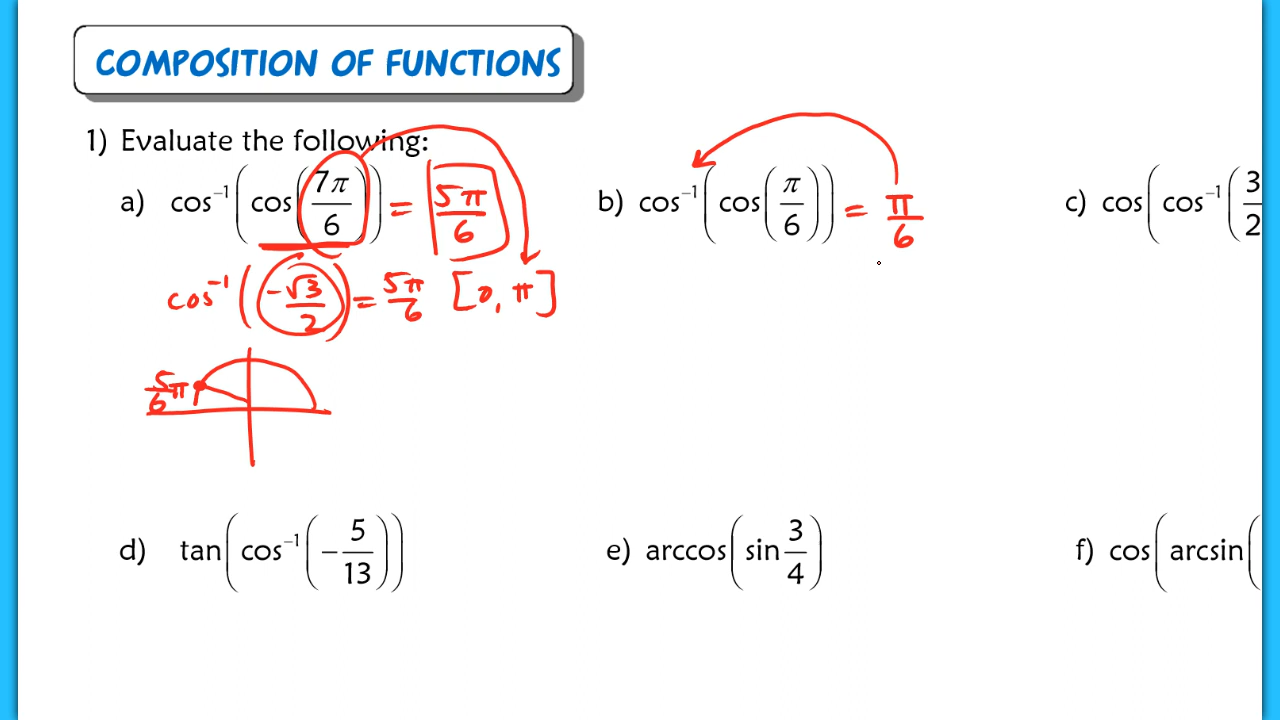 COMPOSITION OF FUNCTIONS
1) Evaluate the following:
a) cos⁻¹(cos(7π/6)) = 5π/6
cos⁻¹(-√3/2) = 5π/6 [0, π]
5/6 π
b) cos⁻¹(cos(π/6)) = π/6
c) cos(cos⁻¹(3/2
d) tan(cos⁻¹(-5/13))
e) arccos(sin 3/4)
f) cos(arcsin(